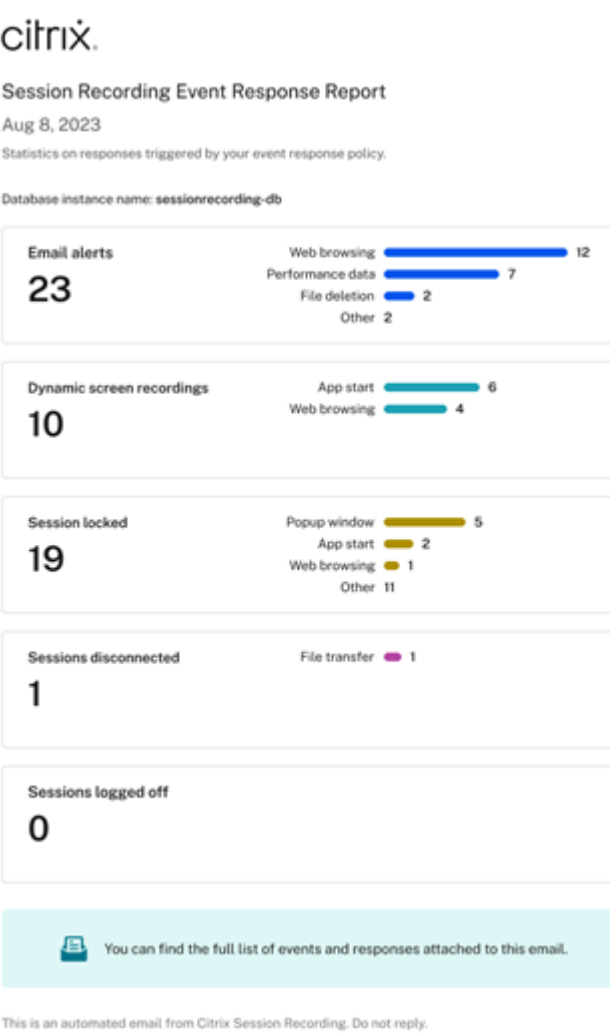 citrix.
Session Recording Event Response Report
Aug 8, 2023
Statistics on responses triggered by your event response policy.
Database instance name: sessionrecording-db
Email alerts
23
Web browsing 12
Performance data 7
File deletion 2
Other 2
Dynamic screen recordings
10
App start 6
Web browsing 4
Session locked
19
Popup window 5
App start 2
Web browsing 1
Other 11
Sessions disconnected
1
File transfer 1
Sessions logged off
0
You can find the full list of events and responses attached to this email.
This is an automated email from Citrix Session Recording. Do not reply.